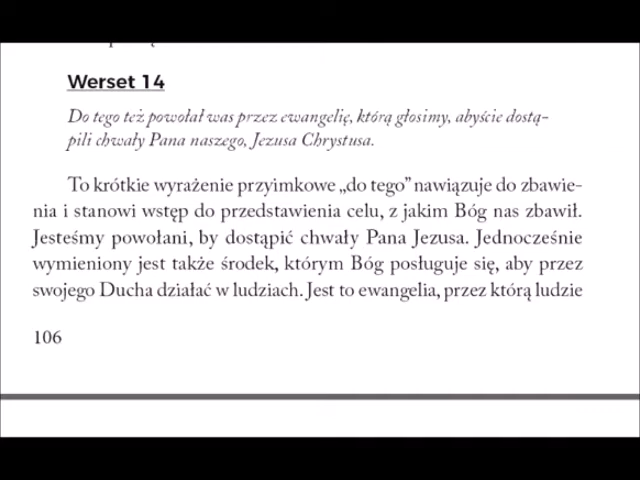 Werset 14
Do tego też powołał was przez ewangelię, którą głosimy, abyście dostą-
pili chwały Pana naszego, Jezusa Chrystusa.
To krótkie wyrażenie przyimkowe „do tego” nawiązuje do zbawie-
nia i stanowi wstęp do przedstawienia celu, z jakim Bóg nas zbawił.
Jesteśmy powołani, by dostąpić chwały Pana Jezusa. Jednocześnie
wymieniony jest także środek, którym Bóg posługuje się, aby przez
swojego Ducha działać w ludziach. Jest to ewangelia, przez którą ludzie
106